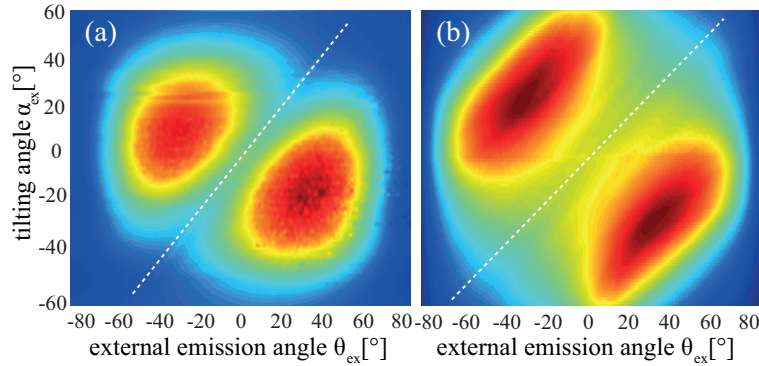 (a) (b)
60
40
20
0
-20
-40
-60
tilting angle α_ex[°]
-80 -60 -40 -20 0 20 40 60 80
-80 -60 -40 -20 0 20 40 60 80
external emission angle θ_ex[°] external emission angle θ_ex[°]